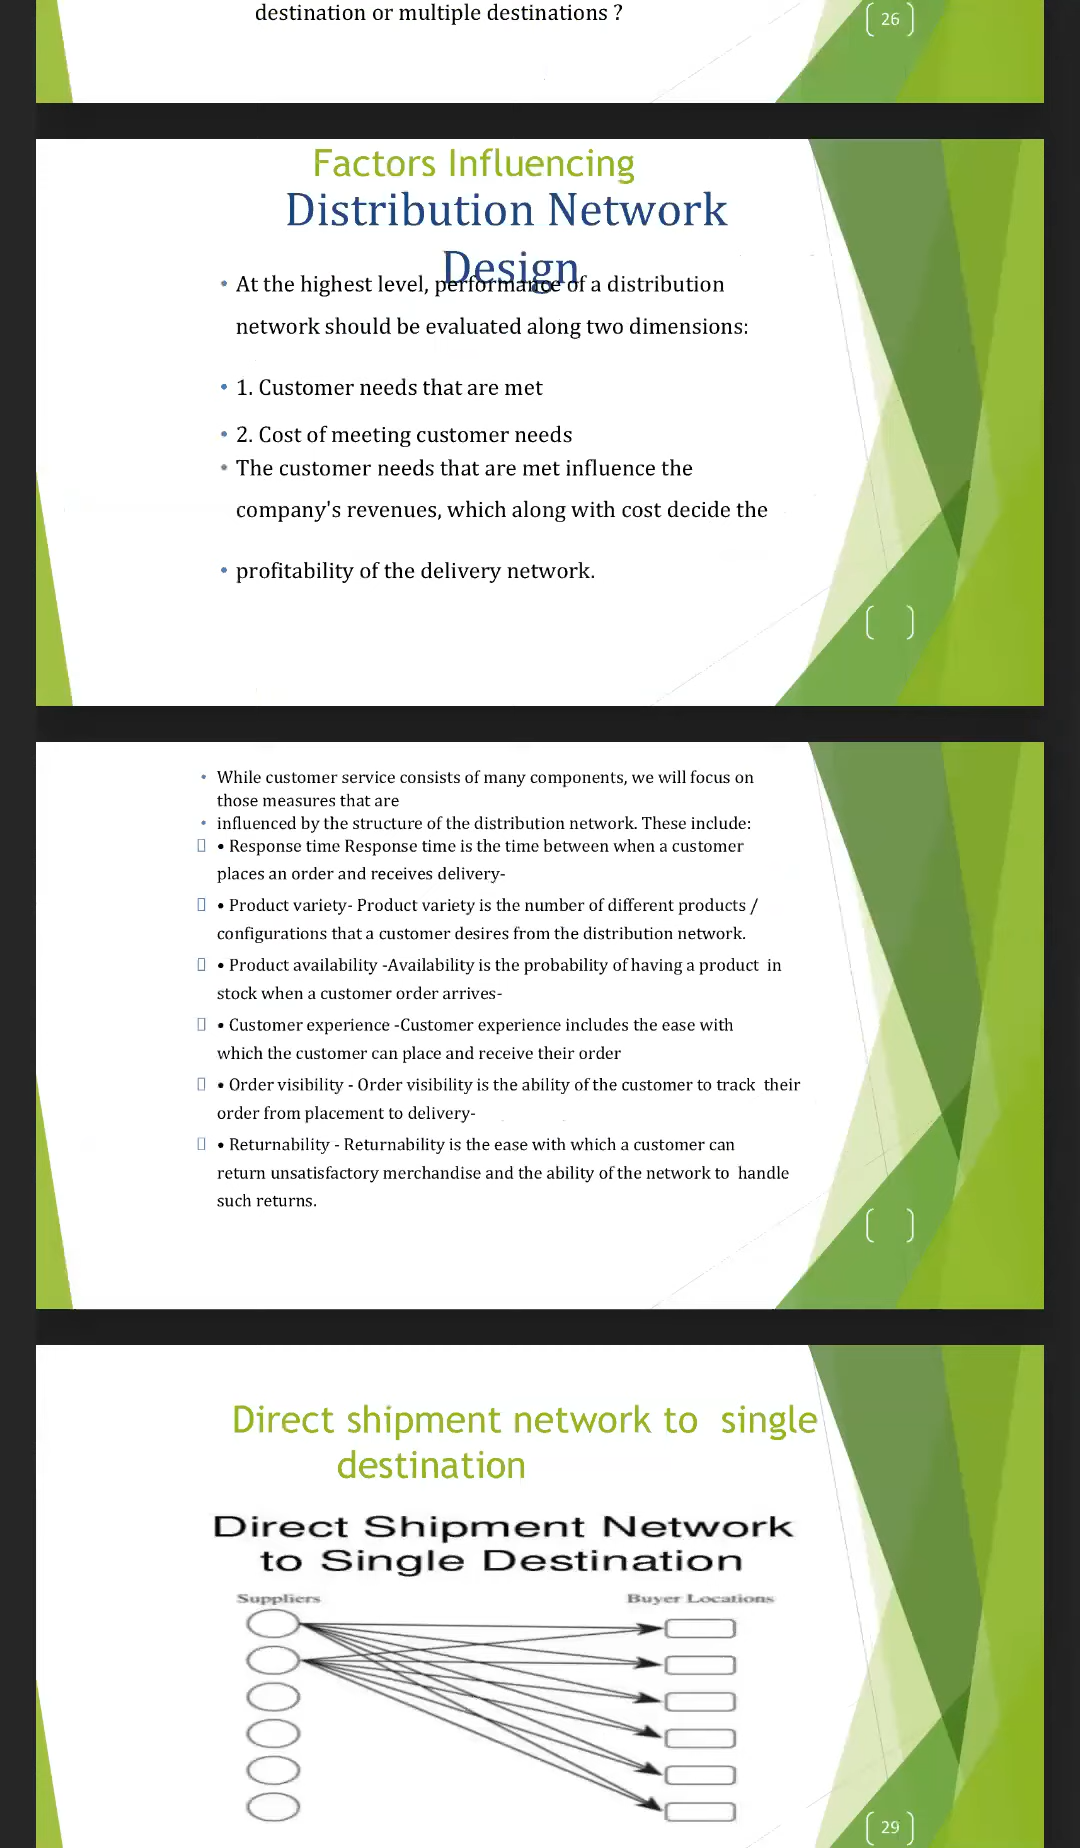 destination or multiple destinations ?
26
Factors Influencing
Distribution Network
Design
• At the highest level, performance of a distribution
network should be evaluated along two dimensions:
• 1. Customer needs that are met
• 2. Cost of meeting customer needs
• The customer needs that are met influence the
company's revenues, which along with cost decide the
• profitability of the delivery network.
• While customer service consists of many components, we will focus on
those measures that are
• influenced by the structure of the distribution network. These include:
• Response time Response time is the time between when a customer
places an order and receives delivery-
• Product variety- Product variety is the number of different products /
configurations that a customer desires from the distribution network.
• Product availability -Availability is the probability of having a product in
stock when a customer order arrives-
• Customer experience -Customer experience includes the ease with
which the customer can place and receive their order
• Order visibility - Order visibility is the ability of the customer to track their
order from placement to delivery-
• Returnability - Returnability is the ease with which a customer can
return unsatisfactory merchandise and the ability of the network to handle
such returns.
Direct shipment network to single
destination
Direct Shipment Network
to Single Destination
Suppliers
Buyer Locations
29